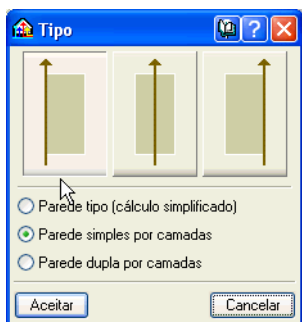 Tipo
Parede tipo (cálculo simplificado)
Parede simples por camadas
Parede dupla por camadas
Aceitar Cancelar